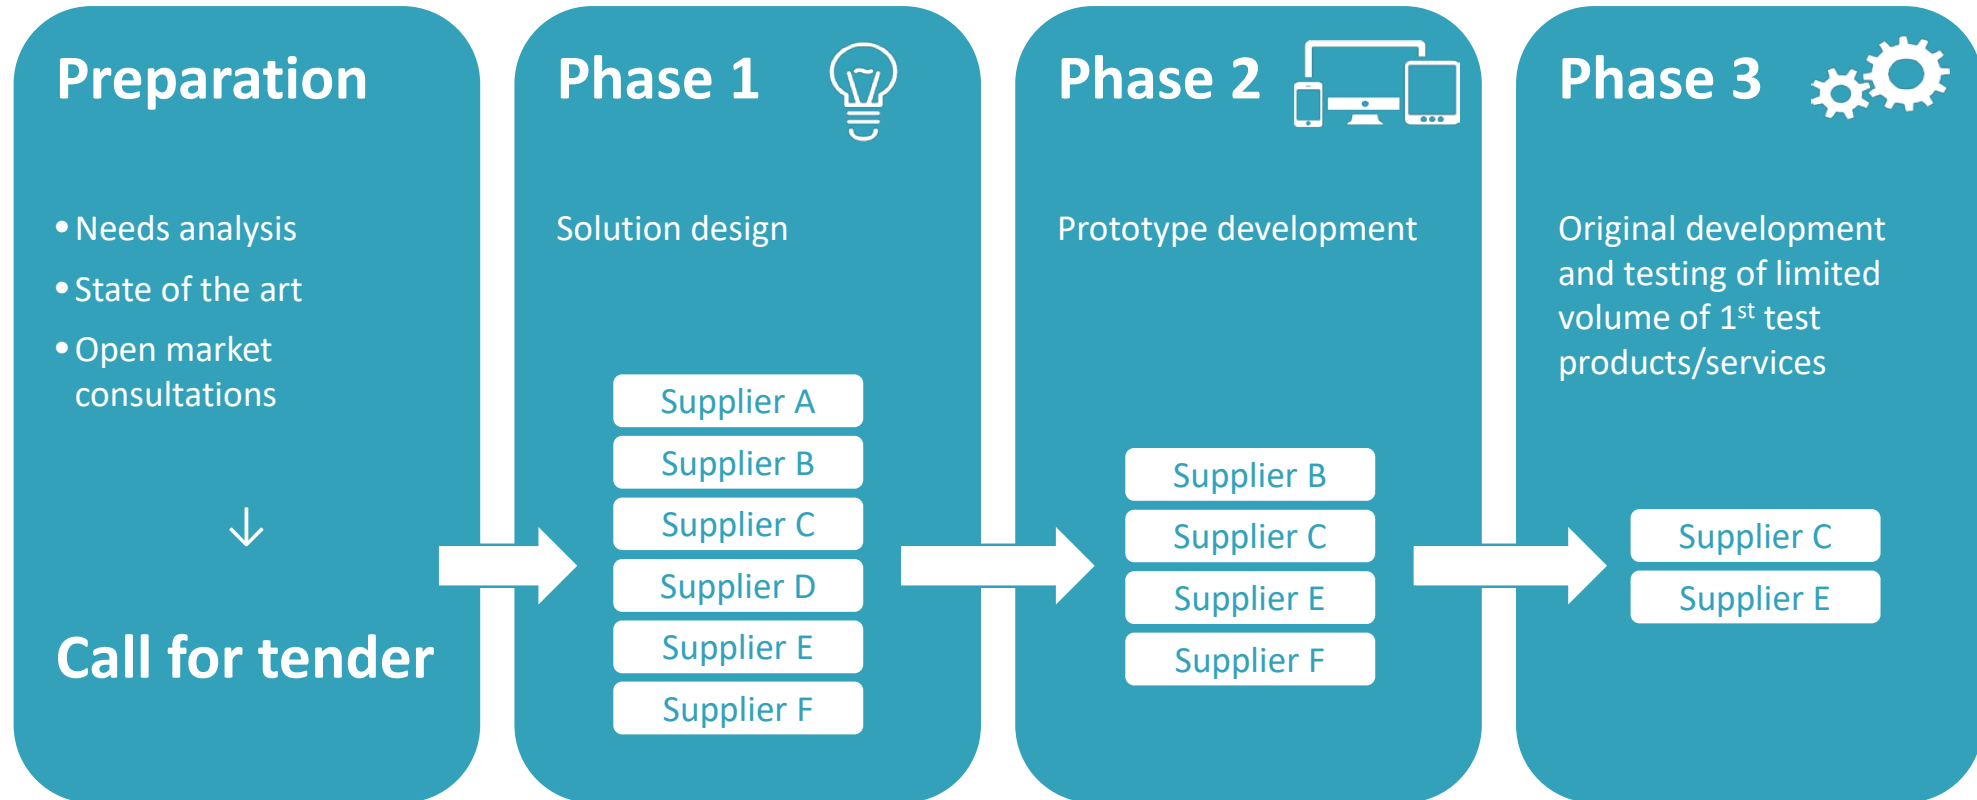 Preparation
• Needs analysis
• State of the art
• Open market
consultations
Call for tender
Phase 1
Solution design
Supplier A
Supplier B
Supplier C
Supplier D
Supplier E
Supplier F
Phase 2
Prototype development
Supplier B
Supplier C
Supplier E
Supplier F
Phase 3
Original development
and testing of limited
volume of 1st test
products/services
Supplier C
Supplier E